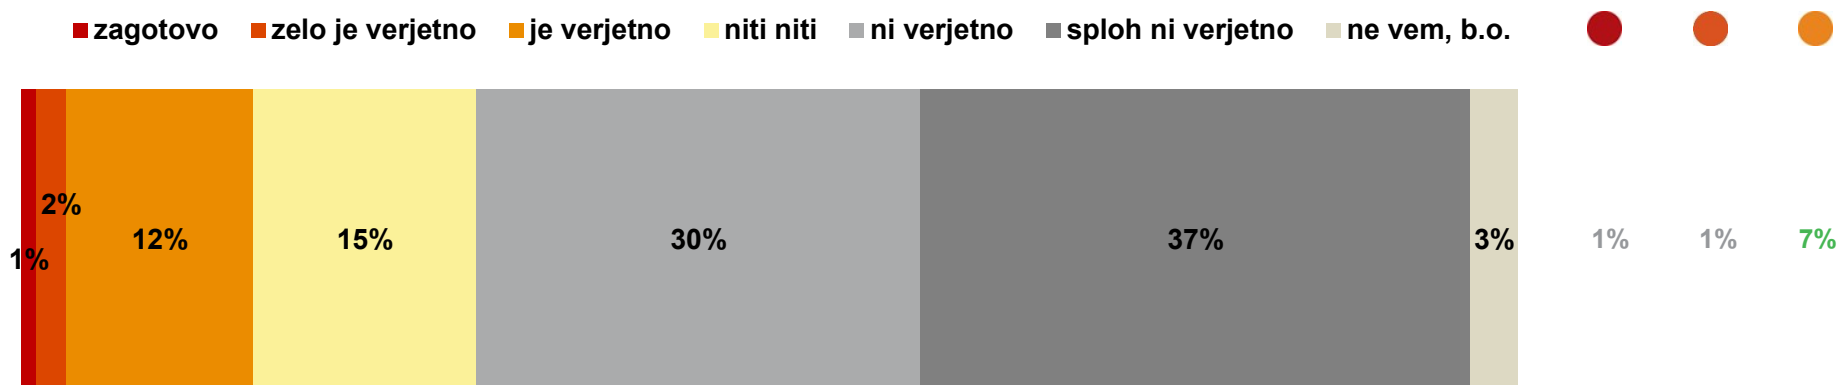 zagotovo zelo je verjetno je verjetno niti niti ni verjetno sploh ni verjetno ne vem, b.o.
1% 2% 12% 15% 30% 37% 3% 1% 1% 7%